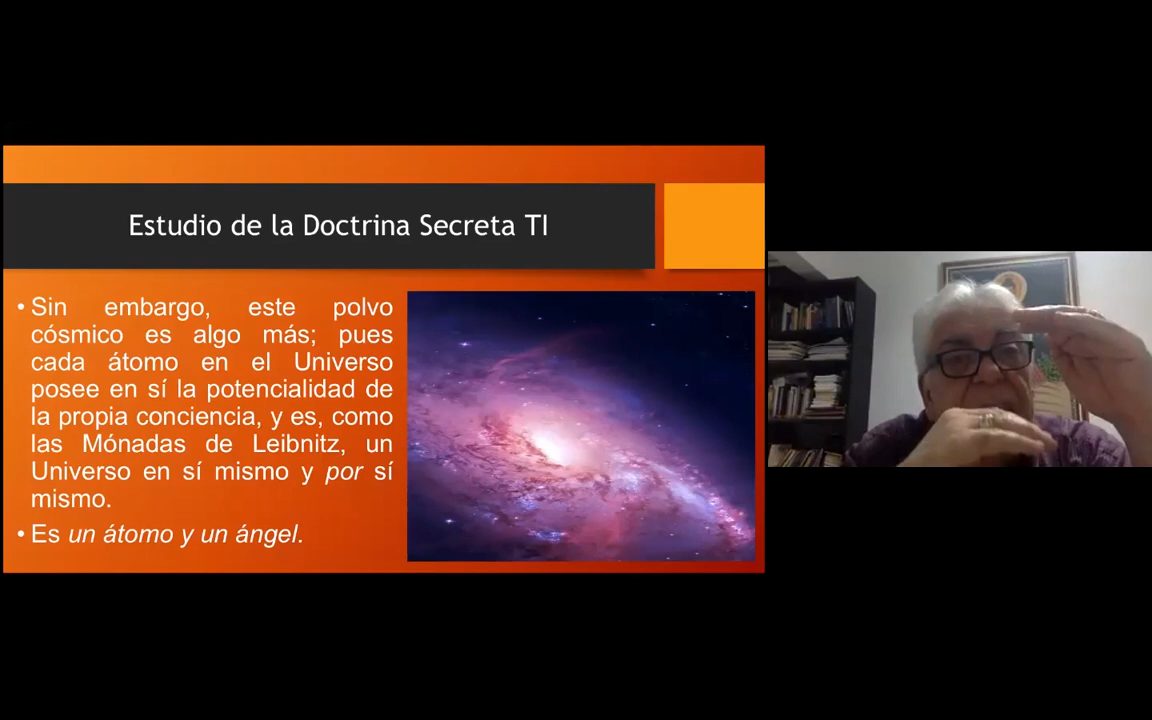 Estudio de la Doctrina Secreta TI
• Sin embargo, este polvo
cósmico es algo más; pues
cada átomo en el Universo
posee en sí la potencialidad de
la propia conciencia, y es, como
las Mónadas de Leibnitz, un
Universo en sí mismo y por sí
mismo.
• Es un átomo y un ángel.